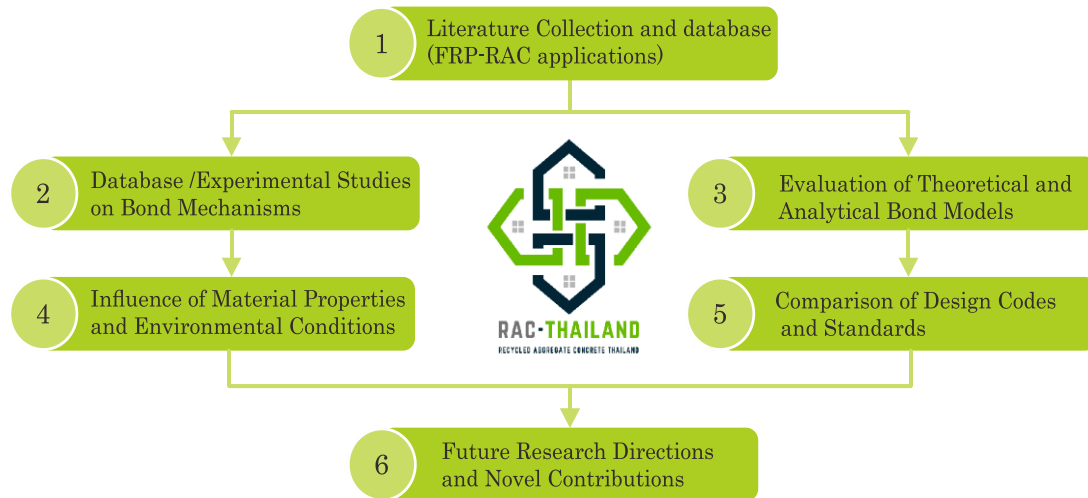 1
Literature Collection and database
(FRP-RAC applications)
2
Database /Experimental Studies
on Bond Mechanisms
3
Evaluation of Theoretical and
Analytical Bond Models
4
Influence of Material Properties
and Environmental Conditions
5
Comparison of Design Codes
and Standards
RAC-THAILAND
RECYCLED AGGREGATE CONCRETE THAILAND
6
Future Research Directions
and Novel Contributions